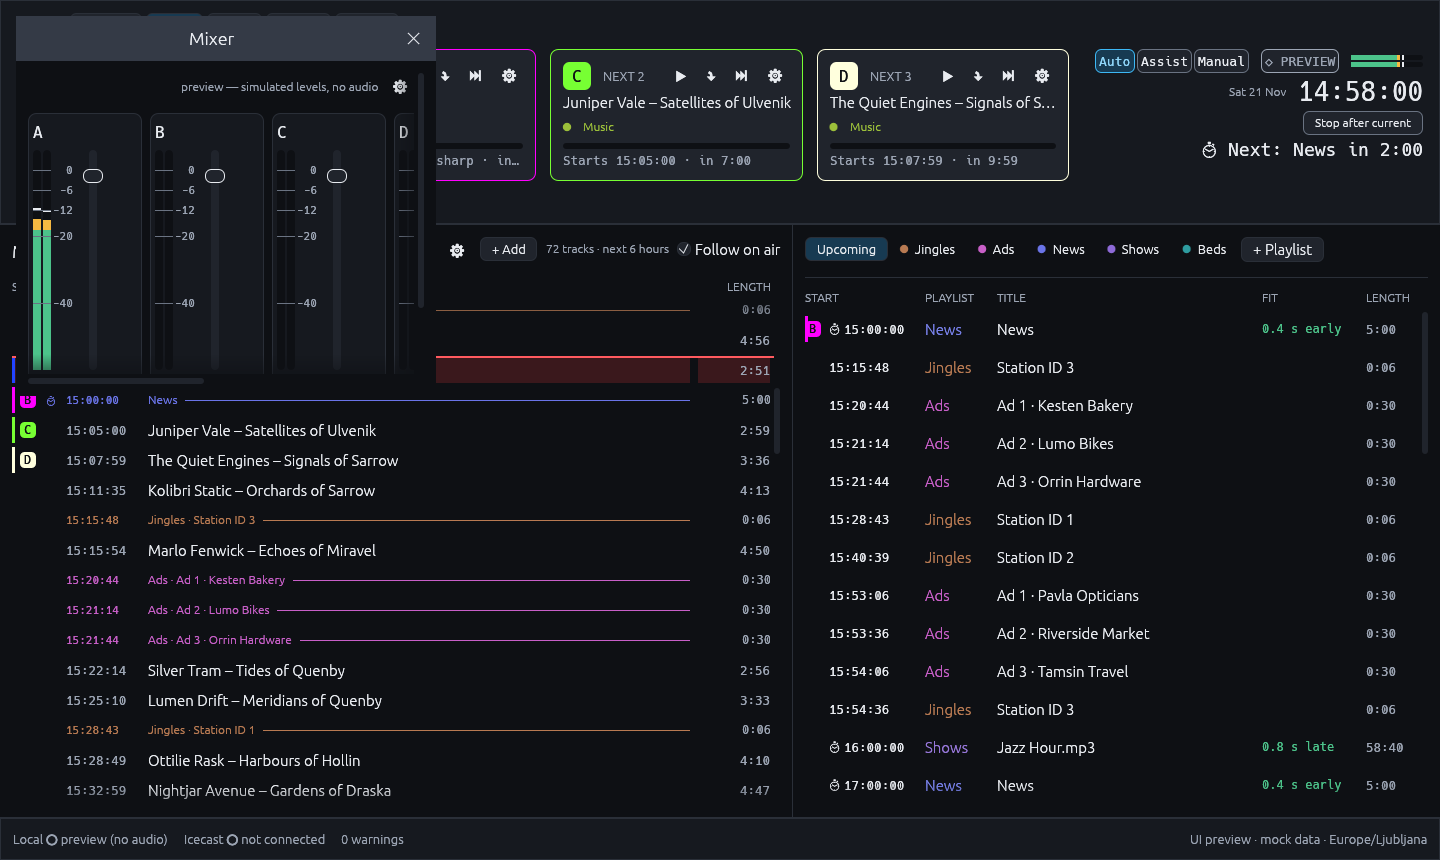 Mixer
preview — simulated levels, no audio
A
B
C
D
0
-6
-12
-20
-40
0
-6
-12
-20
-40
0
-6
-12
-20
-40
sharp · in…
C NEXT 2
Juniper Vale – Satellites of Ulvenik
Music
Starts 15:05:00 · in 7:00
D NEXT 3
The Quiet Engines – Signals of S…
Music
Starts 15:07:59 · in 9:59
Auto Assist Manual ◇ PREVIEW
Sat 21 Nov 14:58:00
Stop after current
Next: News in 2:00
+ Add 72 tracks · next 6 hours Follow on air
LENGTH
0:06
4:56
2:51
B 15:00:00 News 5:00
C 15:05:00 Juniper Vale – Satellites of Ulvenik 2:59
D 15:07:59 The Quiet Engines – Signals of Sarrow 3:36
15:11:35 Kolibri Static – Orchards of Sarrow 4:13
15:15:48 Jingles · Station ID 3 0:06
15:15:54 Marlo Fenwick – Echoes of Miravel 4:50
15:20:44 Ads · Ad 1 · Kesten Bakery 0:30
15:21:14 Ads · Ad 2 · Lumo Bikes 0:30
15:21:44 Ads · Ad 3 · Orrin Hardware 0:30
15:22:14 Silver Tram – Tides of Quenby 2:56
15:25:10 Lumen Drift – Meridians of Quenby 3:33
15:28:43 Jingles · Station ID 1 0:06
15:28:49 Ottilie Rask – Harbours of Hollin 4:10
15:32:59 Nightjar Avenue – Gardens of Draska 4:47
Upcoming Jingles Ads News Shows Beds + Playlist
START PLAYLIST TITLE FIT LENGTH
B 15:00:00 News News 0.4 s early 5:00
15:15:48 Jingles Station ID 3 0:06
15:20:44 Ads Ad 1 · Kesten Bakery 0:30
15:21:14 Ads Ad 2 · Lumo Bikes 0:30
15:21:44 Ads Ad 3 · Orrin Hardware 0:30
15:28:43 Jingles Station ID 1 0:06
15:40:39 Jingles Station ID 2 0:06
15:53:06 Ads Ad 1 · Pavla Opticians 0:30
15:53:36 Ads Ad 2 · Riverside Market 0:30
15:54:06 Ads Ad 3 · Tamsin Travel 0:30
15:54:36 Jingles Station ID 3 0:06
16:00:00 Shows Jazz Hour.mp3 0.8 s late 58:40
17:00:00 News News 0.4 s early 5:00
Local preview (no audio) Icecast not connected 0 warnings
UI preview · mock data · Europe/Ljubljana